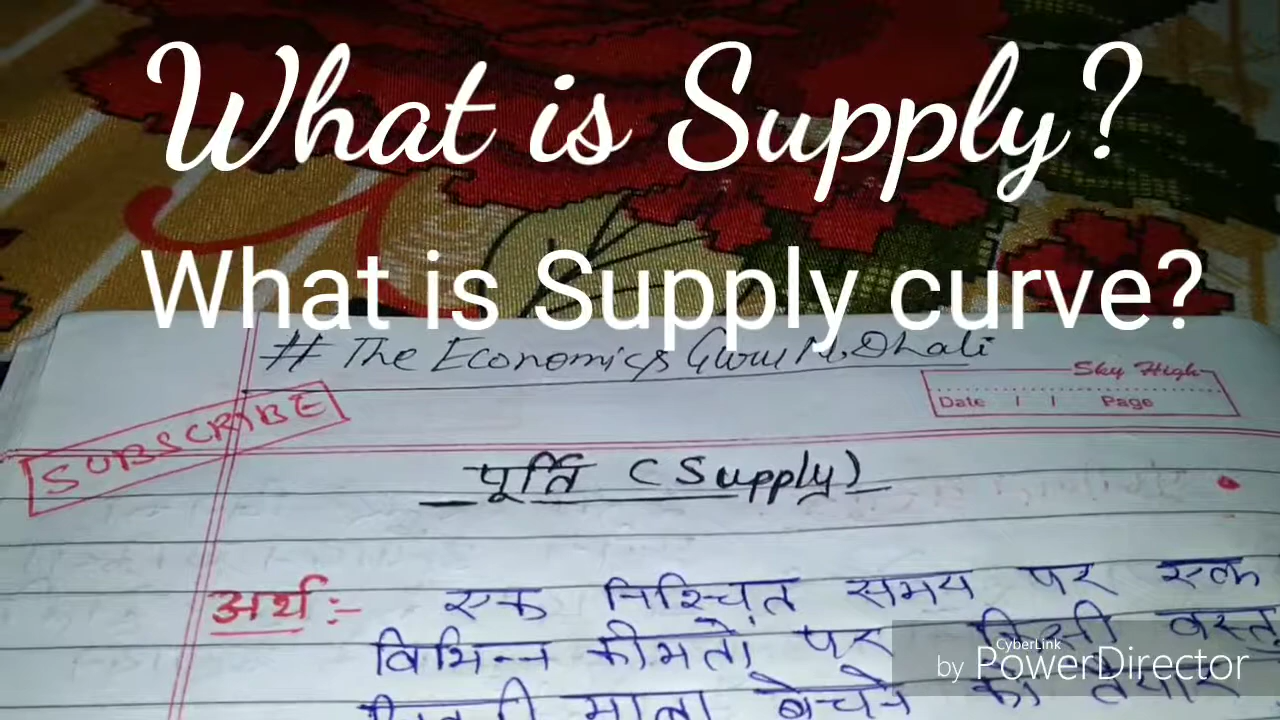 What is Supply?
What is Supply curve?
# The Economics Guru M. Dhali
Sky High
Date / / Page
SUBSCRIBE
पूर्ति (Supply)
अर्थ:- एक निश्चित समय पर एक
विभिन्न कीमतों पर किसी वस्तु
मात्रा बेचने को तैयार
CyberLink
by PowerDirector